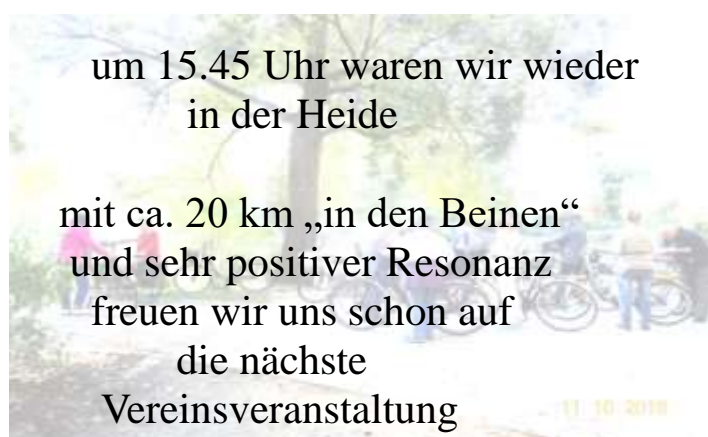 um 15.45 Uhr waren wir wieder
in der Heide
mit ca. 20 km „in den Beinen“
und sehr positiver Resonanz
freuen wir uns schon auf
die nächste
Vereinsveranstaltung
11 10 2018